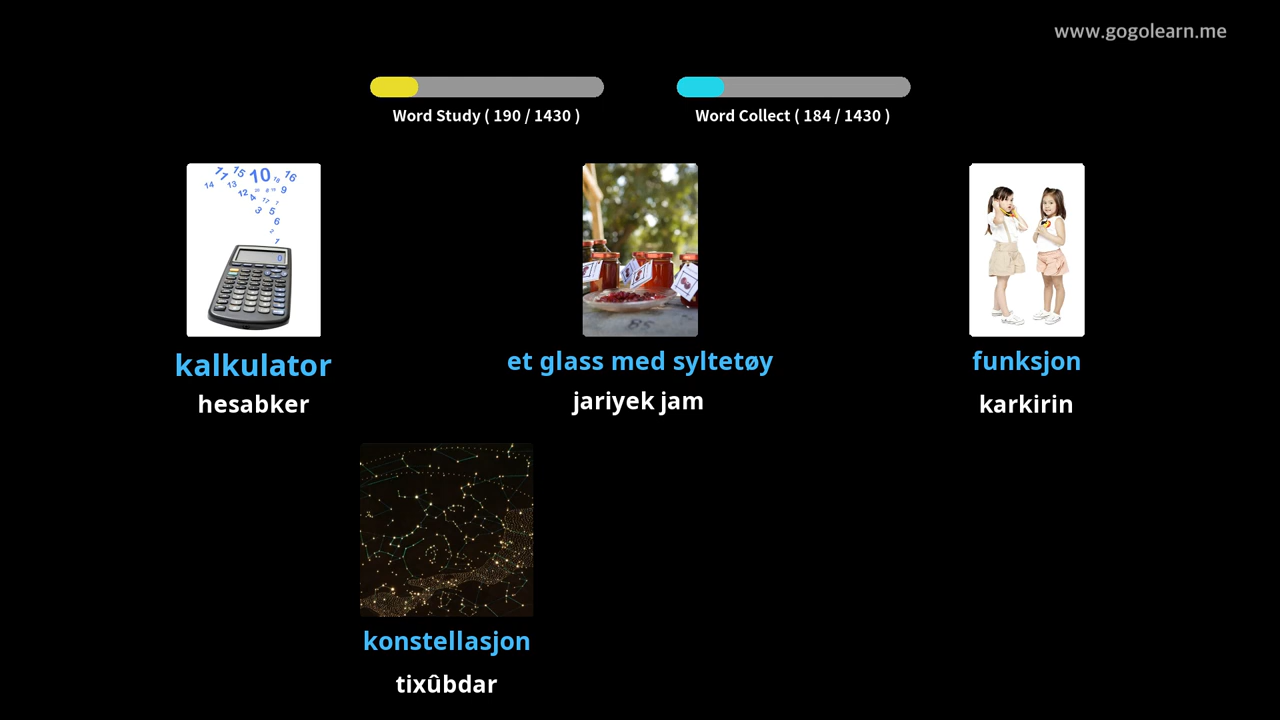 www.gogolearn.me
Word Study ( 190 / 1430 )
Word Collect ( 184 / 1430 )
kalkulator
hesabker
et glass med syltetøy
jariyek jam
funksjon
karkirin
konstellasjon
tixûbdar